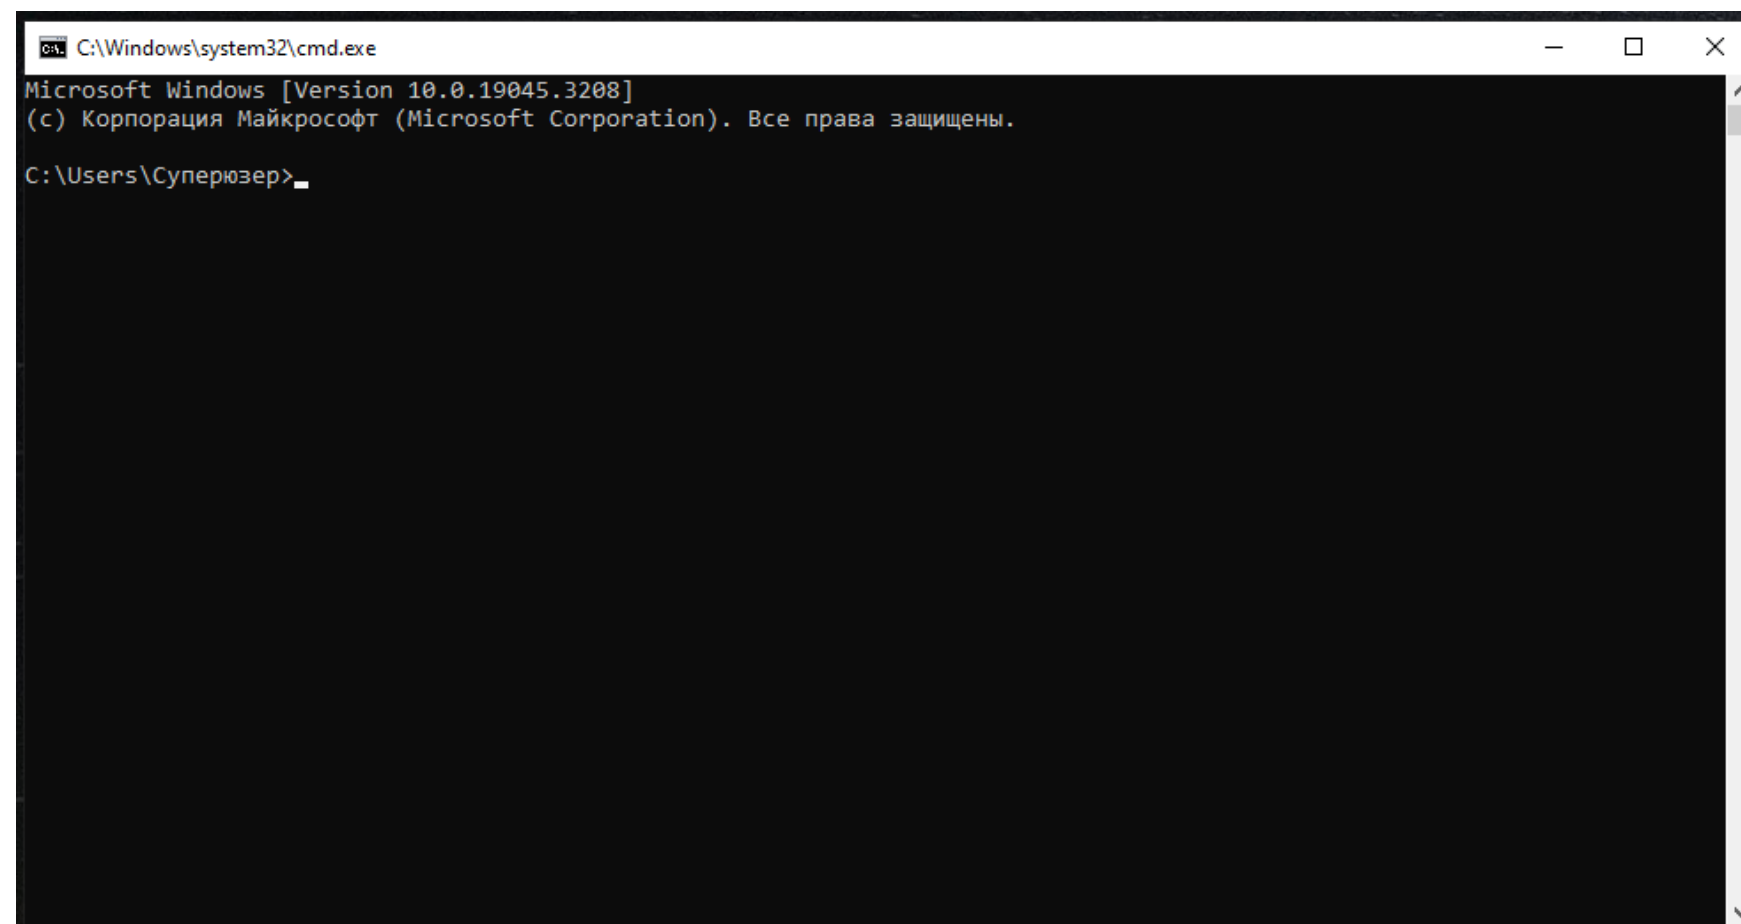 C:\Windows\system32\cmd.exe
Microsoft Windows [Version 10.0.19045.3208]
(c) Корпорация Майкрософт (Microsoft Corporation). Все права защищены.
C:\Users\Суперюзер>